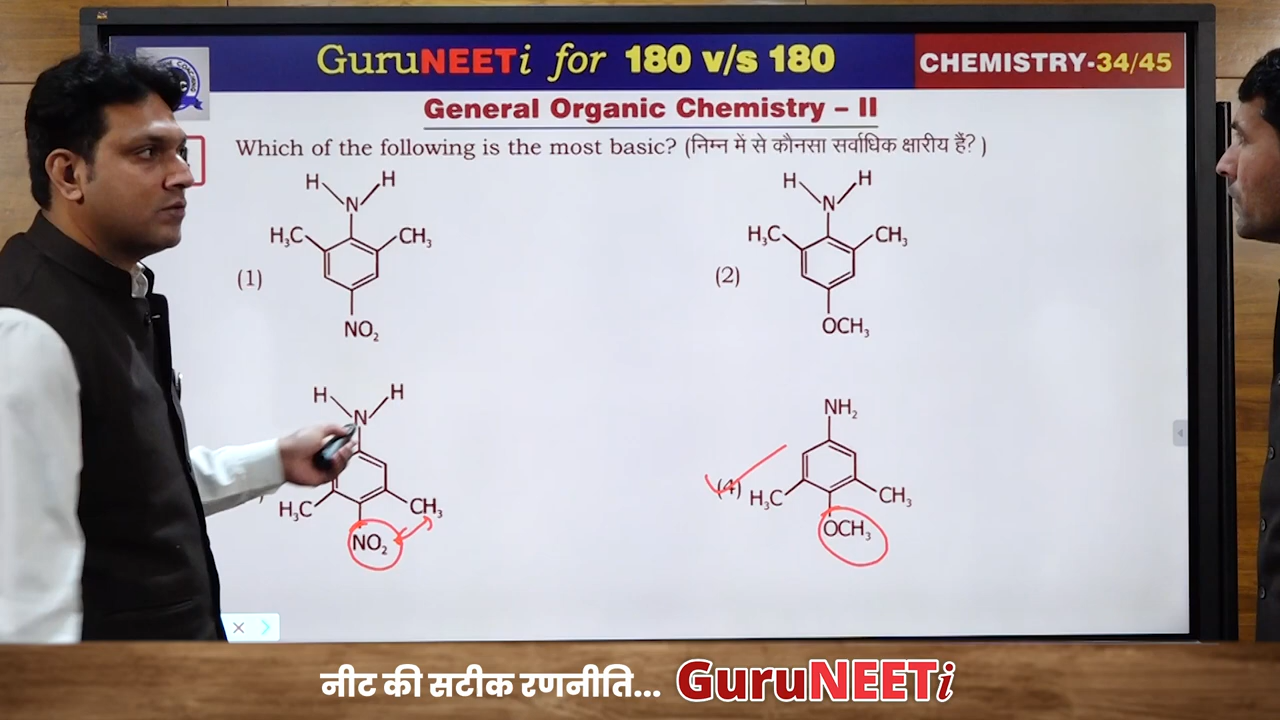 GuruNEETi for 180 v/s 180
CHEMISTRY-34/45
General Organic Chemistry – II
Which of the following is the most basic? (निम्न में से कौनसा सर्वाधिक क्षारीय हैं? )
(1)
H H
N
H₃C CH₃
NO₂
(2)
H H
N
H₃C CH₃
OCH₃
H H
N
H₃C CH₃
NO₂
(4)
NH₂
H₃C CH₃
OCH₃
नीट की सटीक रणनीति... GuruNEETi